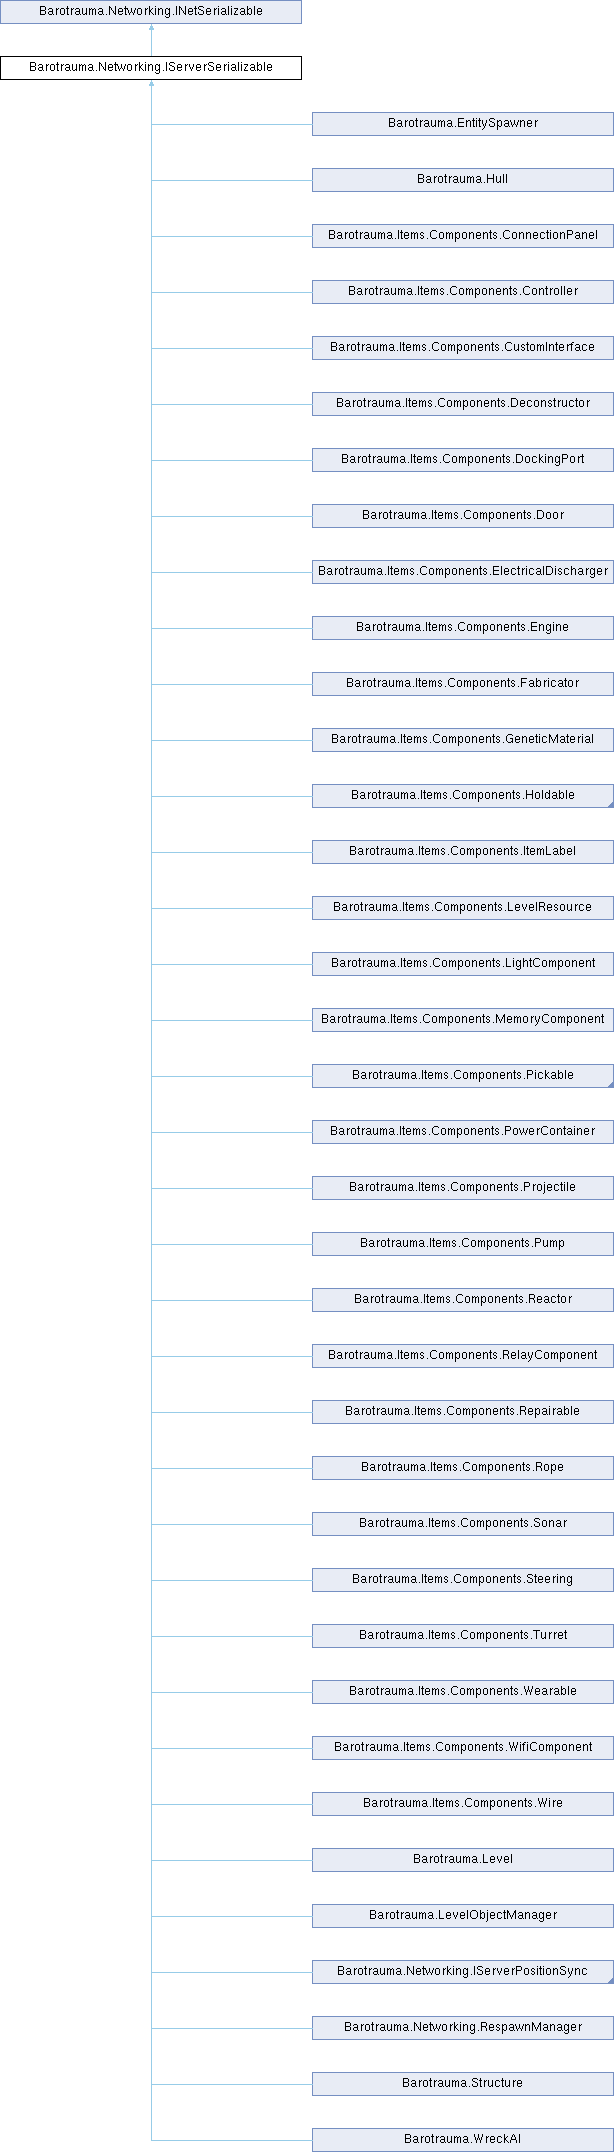 Barotrauma.Networking.INetSerializable
Barotrauma.Networking.IServerSerializable
Barotrauma.EntitySpawner
Barotrauma.Hull
Barotrauma.Items.Components.ConnectionPanel
Barotrauma.Items.Components.Controller
Barotrauma.Items.Components.CustomInterface
Barotrauma.Items.Components.Deconstructor
Barotrauma.Items.Components.DockingPort
Barotrauma.Items.Components.Door
Barotrauma.Items.Components.ElectricalDischarger
Barotrauma.Items.Components.Engine
Barotrauma.Items.Components.Fabricator
Barotrauma.Items.Components.GeneticMaterial
Barotrauma.Items.Components.Holdable
Barotrauma.Items.Components.ItemLabel
Barotrauma.Items.Components.LevelResource
Barotrauma.Items.Components.LightComponent
Barotrauma.Items.Components.MemoryComponent
Barotrauma.Items.Components.Pickable
Barotrauma.Items.Components.PowerContainer
Barotrauma.Items.Components.Projectile
Barotrauma.Items.Components.Pump
Barotrauma.Items.Components.Reactor
Barotrauma.Items.Components.RelayComponent
Barotrauma.Items.Components.Repairable
Barotrauma.Items.Components.Rope
Barotrauma.Items.Components.Sonar
Barotrauma.Items.Components.Steering
Barotrauma.Items.Components.Turret
Barotrauma.Items.Components.Wearable
Barotrauma.Items.Components.WifiComponent
Barotrauma.Items.Components.Wire
Barotrauma.Level
Barotrauma.LevelObjectManager
Barotrauma.Networking.IServerPositionSync
Barotrauma.Networking.RespawnManager
Barotrauma.Structure
Barotrauma.WreckAI